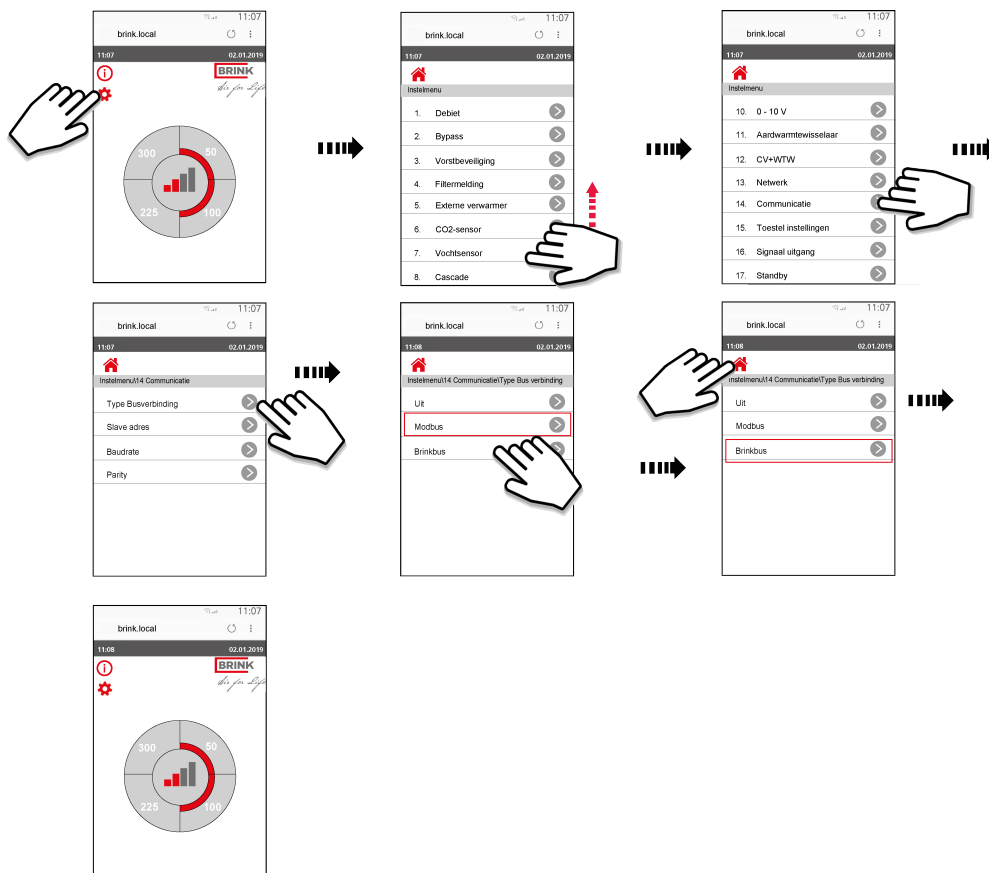 11:07
brink.local
11:07 02.01.2019
BRINK
Air for Life
300 50
225 100
11:07
brink.local
11:07 02.01.2019
Instelmenu
1. Debiet
2. Bypass
3. Vorstbeveiliging
4. Filtermelding
5. Externe verwarmer
6. CO2-sensor
7. Vochtsensor
8. Cascade
11:07
brink.local
11:07 02.01.2019
Instelmenu
10. 0 - 10 V
11. Aardwarmtewisselaar
12. CV+WTW
13. Netwerk
14. Communicatie
15. Toestel instellingen
16. Signaal uitgang
17. Standby
11:07
brink.local
11:07 02.01.2019
Instelmenu\14 Communicatie
Type Busverbinding
Slave adres
Baudrate
Parity
11:07
brink.local
11:08 02.01.2019
Instelmenu\14 Communicatie\Type Bus verbinding
Uit
Modbus
Brinkbus
11:07
brink.local
11:08 02.01.2019
Instelmenu\14 Communicatie\Type Bus verbinding
Uit
Modbus
Brinkbus
11:07
brink.local
11:08 02.01.2019
BRINK
Air for Life
300 50
225 100